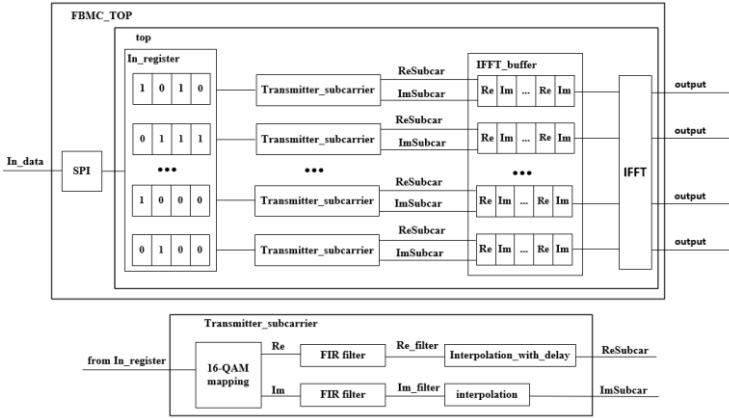 FBMC_TOP
top
In_register
IFFT_buffer
ReSubcar
output
1 0 1 0
Transmitter_subcarrier
ImSubcar
Re Im ... Re Im
ReSubcar
output
0 1 1 1
Transmitter_subcarrier
ImSubcar
Re Im ... Re Im
In_data
SPI
•••
•••
•••
IFFT
ReSubcar
output
1 0 0 0
Transmitter_subcarrier
ImSubcar
Re Im ... Re Im
ReSubcar
output
0 1 0 0
Transmitter_subcarrier
ImSubcar
Re Im ... Re Im
Transmitter_subcarrier
from In_register
16-QAM
mapping
Re
FIR filter
Re_filter
Interpolation_with_delay
ReSubcar
Im
FIR filter
Im_filter
interpolation
ImSubcar